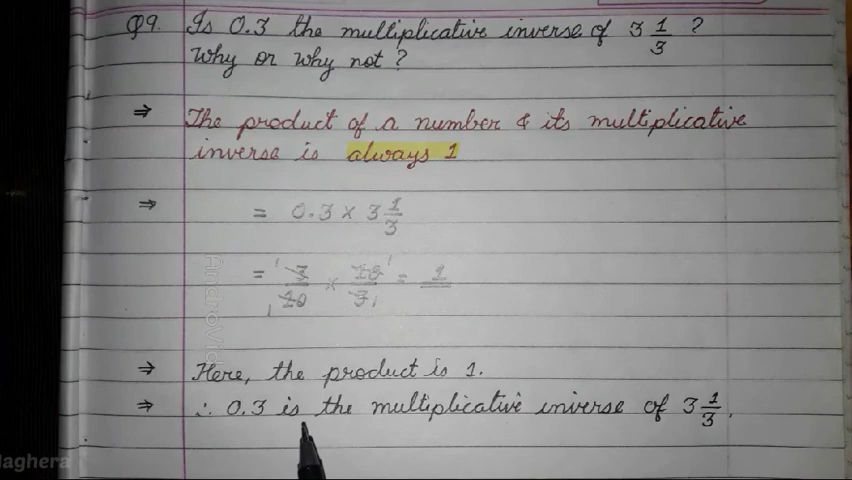 Q9. Is 0.3 the multiplicative inverse of 3 1/3 ?
Why or why not ?
⇒ The product of a number & its multiplicative
inverse is always 1
⇒ = 0.3 × 3 1/3
= 3/10 × 10/3 = 1
⇒ Here, the product is 1.
⇒ ∴ 0.3 is the multiplicative inverse of 3 1/3.